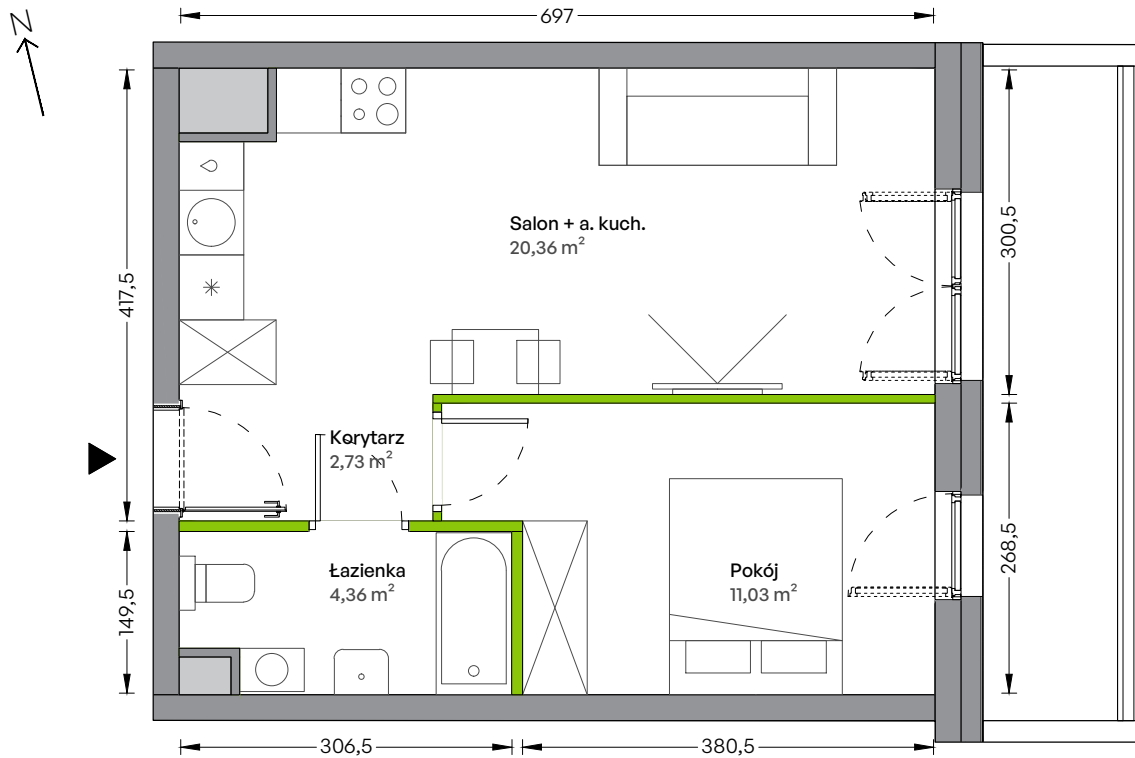 N
697
Salon + a. kuch.
20,36 m²
300,5
417,5
Korytarz
2,73 m²
Łazienka
4,36 m²
Pokój
11,03 m²
268,5
149,5
306,5
380,5